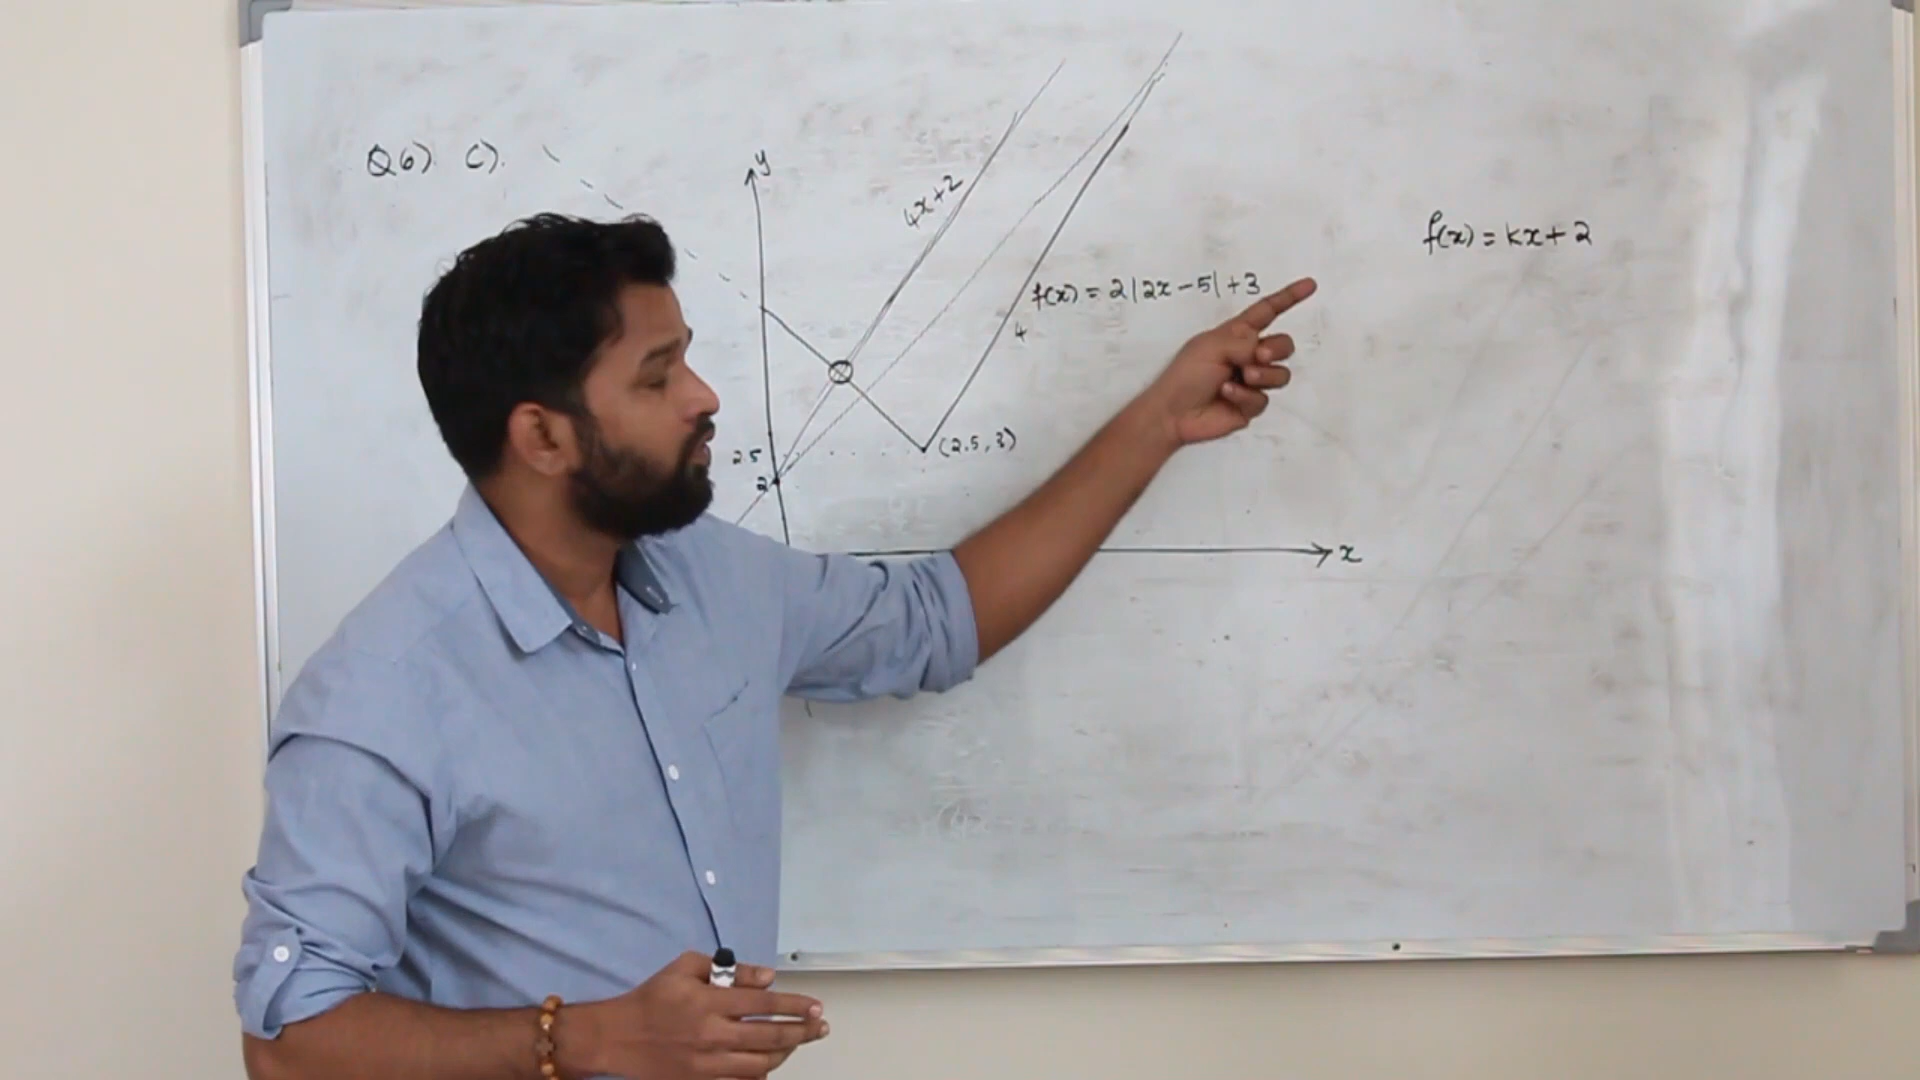 Q6). C).
y
4x+2
f(x) = kx+2
f(x) = 2|2x-5|+3
4
(2.5, 3)
2.5
2
x